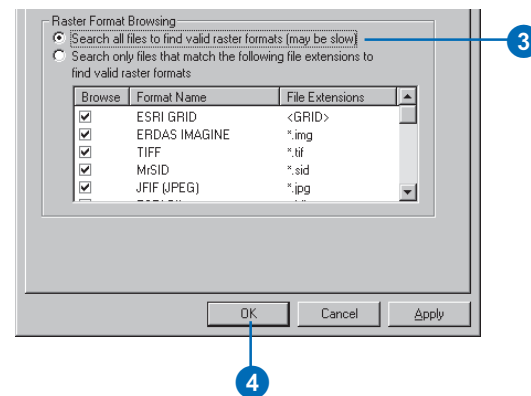 Raster Format Browsing
Search all files to find valid raster formats (may be slow)
3
Search only files that match the following file extensions to
find valid raster formats
Browse Format Name File Extensions
ESRI GRID <GRID>
ERDAS IMAGINE *.img
TIFF *.tif
MrSID *.sid
JFIF (JPEG) *.jpg
OK Cancel Apply
4